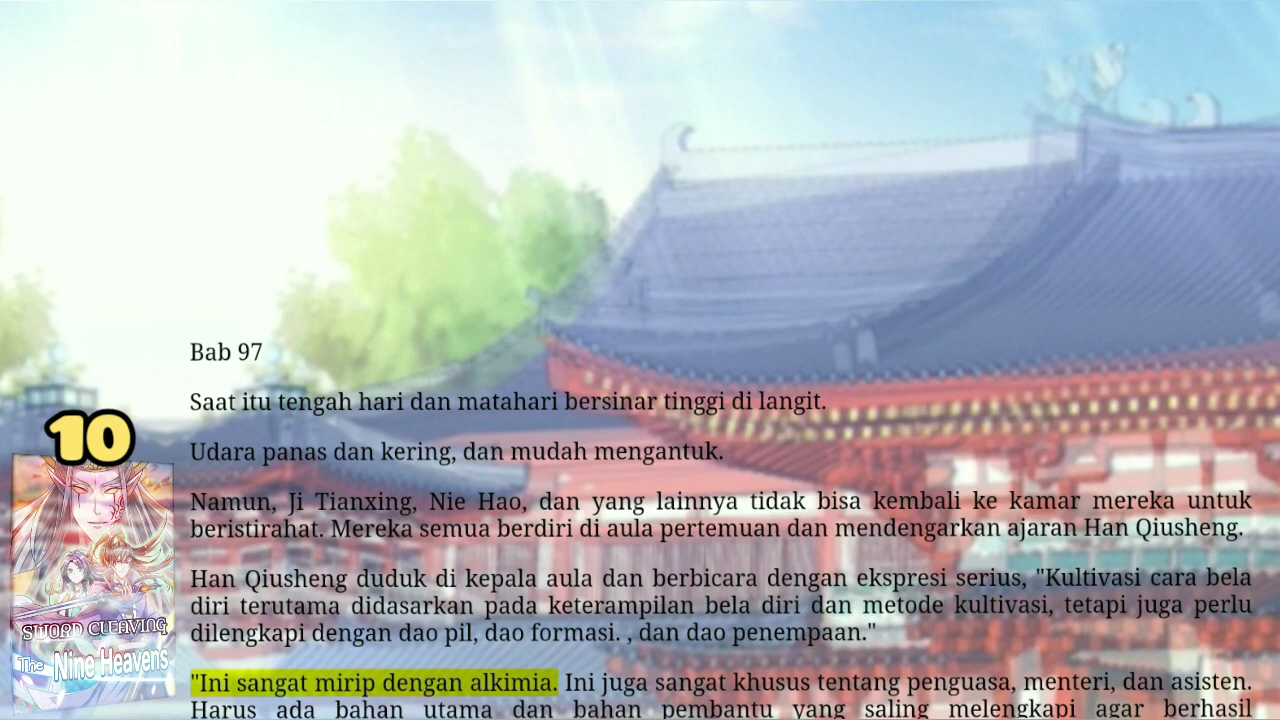 Bab 97
Saat itu tengah hari dan matahari bersinar tinggi di langit.
Udara panas dan kering, dan mudah mengantuk.
Namun, Ji Tianxing, Nie Hao, dan yang lainnya tidak bisa kembali ke kamar mereka untuk
beristirahat. Mereka semua berdiri di aula pertemuan dan mendengarkan ajaran Han Qiusheng.
Han Qiusheng duduk di kepala aula dan berbicara dengan ekspresi serius, "Kultivasi cara bela
diri terutama didasarkan pada keterampilan bela diri dan metode kultivasi, tetapi juga perlu
dilengkapi dengan dao pil, dao formasi. , dan dao penempaan."
"Ini sangat mirip dengan alkimia. Ini juga sangat khusus tentang penguasa, menteri, dan asisten.
Harus ada bahan utama dan bahan pembantu yang saling melengkapi agar berhasil
10
SWORD CLEAVING
The Nine Heavens